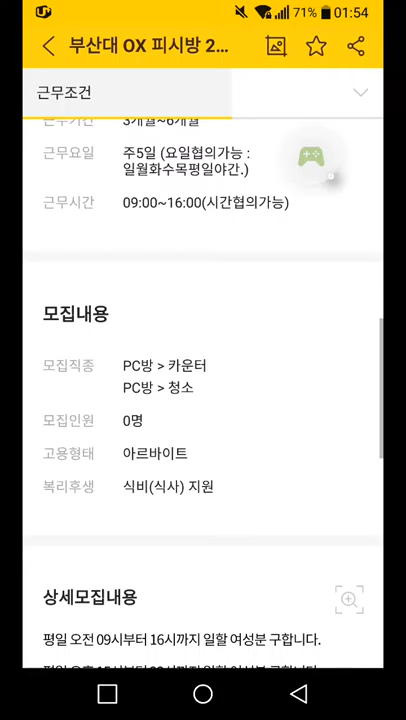 71% 01:54
부산대 OX 피시방 2...
근무조건
근무기간 3개월~6개월
근무요일 주5일 (요일협의가능 :
일월화수목평일야간.)
근무시간 09:00~16:00(시간협의가능)
모집내용
모집직종 PC방 > 카운터
PC방 > 청소
모집인원 0명
고용형태 아르바이트
복리후생 식비(식사) 지원
상세모집내용
평일 오전 09시부터 16시까지 일할 여성분 구합니다.